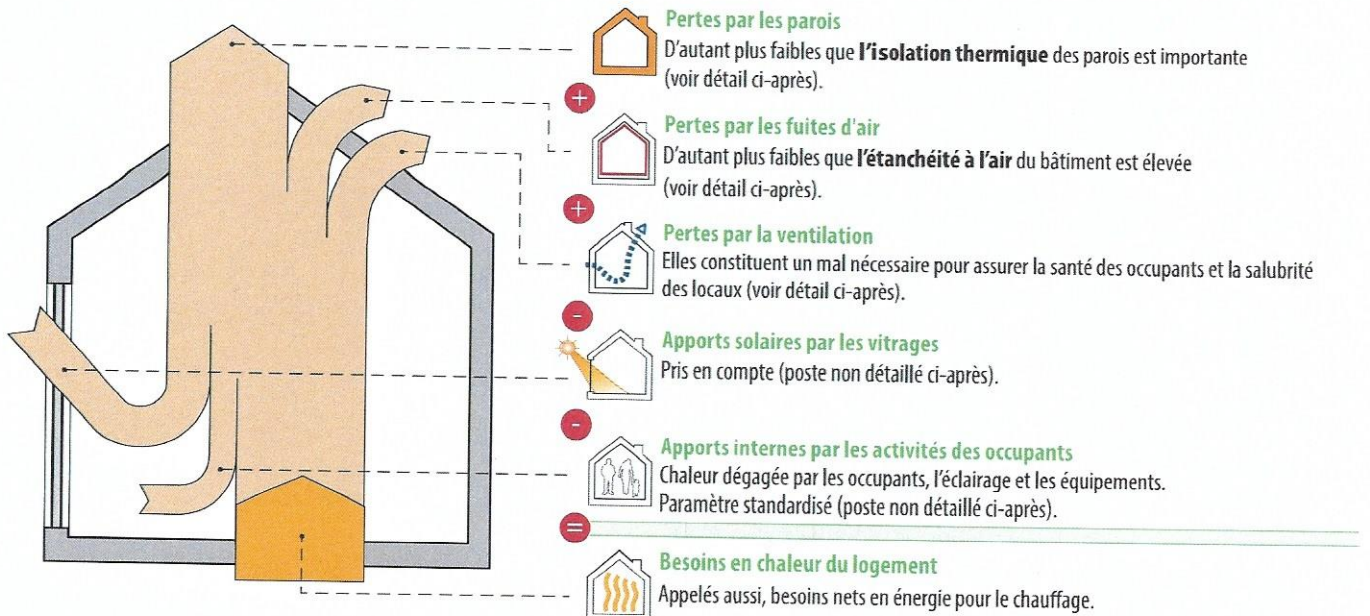 Pertes par les parois
D'autant plus faibles que l'isolation thermique des parois est importante
(voir détail ci-après).
+
Pertes par les fuites d'air
D'autant plus faibles que l'étanchéité à l'air du bâtiment est élevée
(voir détail ci-après).
+
Pertes par la ventilation
Elles constituent un mal nécessaire pour assurer la santé des occupants et la salubrité
des locaux (voir détail ci-après).
-
Apports solaires par les vitrages
Pris en compte (poste non détaillé ci-après).
-
Apports internes par les activités des occupants
Chaleur dégagée par les occupants, l'éclairage et les équipements.
Paramètre standardisé (poste non détaillé ci-après).
=
Besoins en chaleur du logement
Appelés aussi, besoins nets en énergie pour le chauffage.